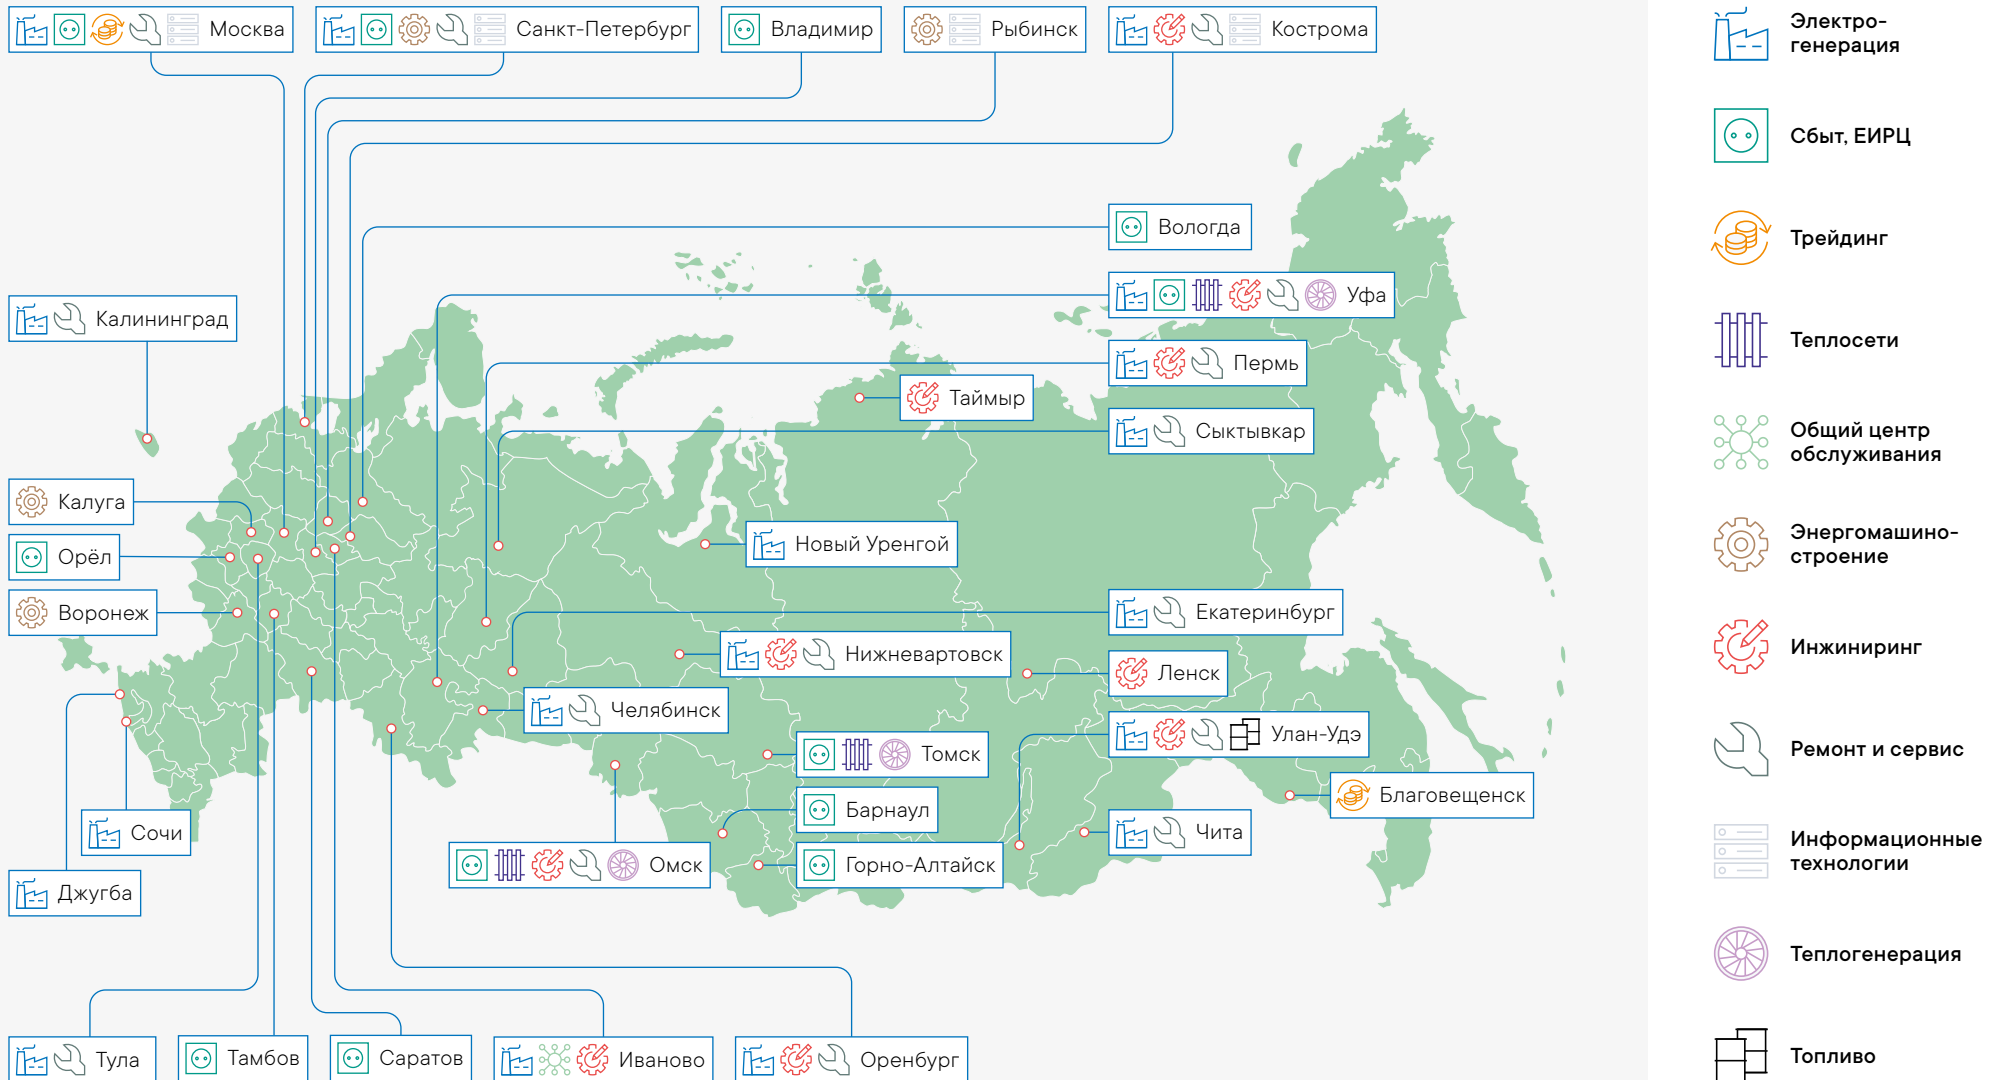 Москва
Санкт-Петербург
Владимир
Рыбинск
Кострома
Вологда
Уфа
Калининград
Пермь
Таймыр
Сыктывкар
Калуга
Орёл
Новый Уренгой
Воронеж
Екатеринбург
Нижневартовск
Ленск
Челябинск
Улан-Удэ
Томск
Благовещенск
Барнаул
Сочи
Чита
Омск
Горно-Алтайск
Джугба
Тула
Тамбов
Саратов
Иваново
Оренбург
Электро-
генерация
Сбыт, ЕИРЦ
Трейдинг
Теплосети
Общий центр
обслуживания
Энергомашино-
строение
Инжиниринг
Ремонт и сервис
Информационные
технологии
Теплогенерация
Топливо